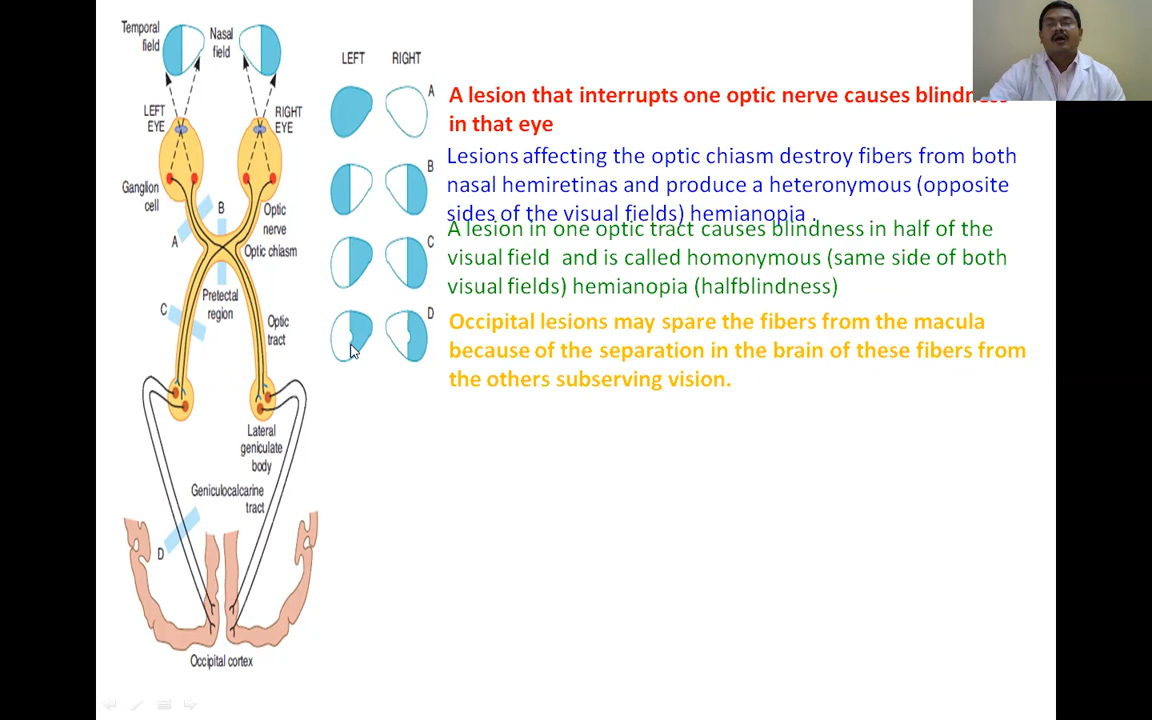 Temporal
field
Nasal
field
LEFT
EYE
RIGHT
EYE
Ganglion
cell
B
Optic
nerve
A
Optic chiasm
Pretectal
region
C
Optic
tract
Lateral
geniculate
body
Geniculocalcarine
tract
D
Occipital cortex
LEFT RIGHT
A
B
C
D
A lesion that interrupts one optic nerve causes blindness
in that eye
Lesions affecting the optic chiasm destroy fibers from both
nasal hemiretinas and produce a heteronymous (opposite
sides of the visual fields) hemianopia .
A lesion in one optic tract causes blindness in half of the
visual field and is called homonymous (same side of both
visual fields) hemianopia (halfblindness)
Occipital lesions may spare the fibers from the macula
because of the separation in the brain of these fibers from
the others subserving vision.